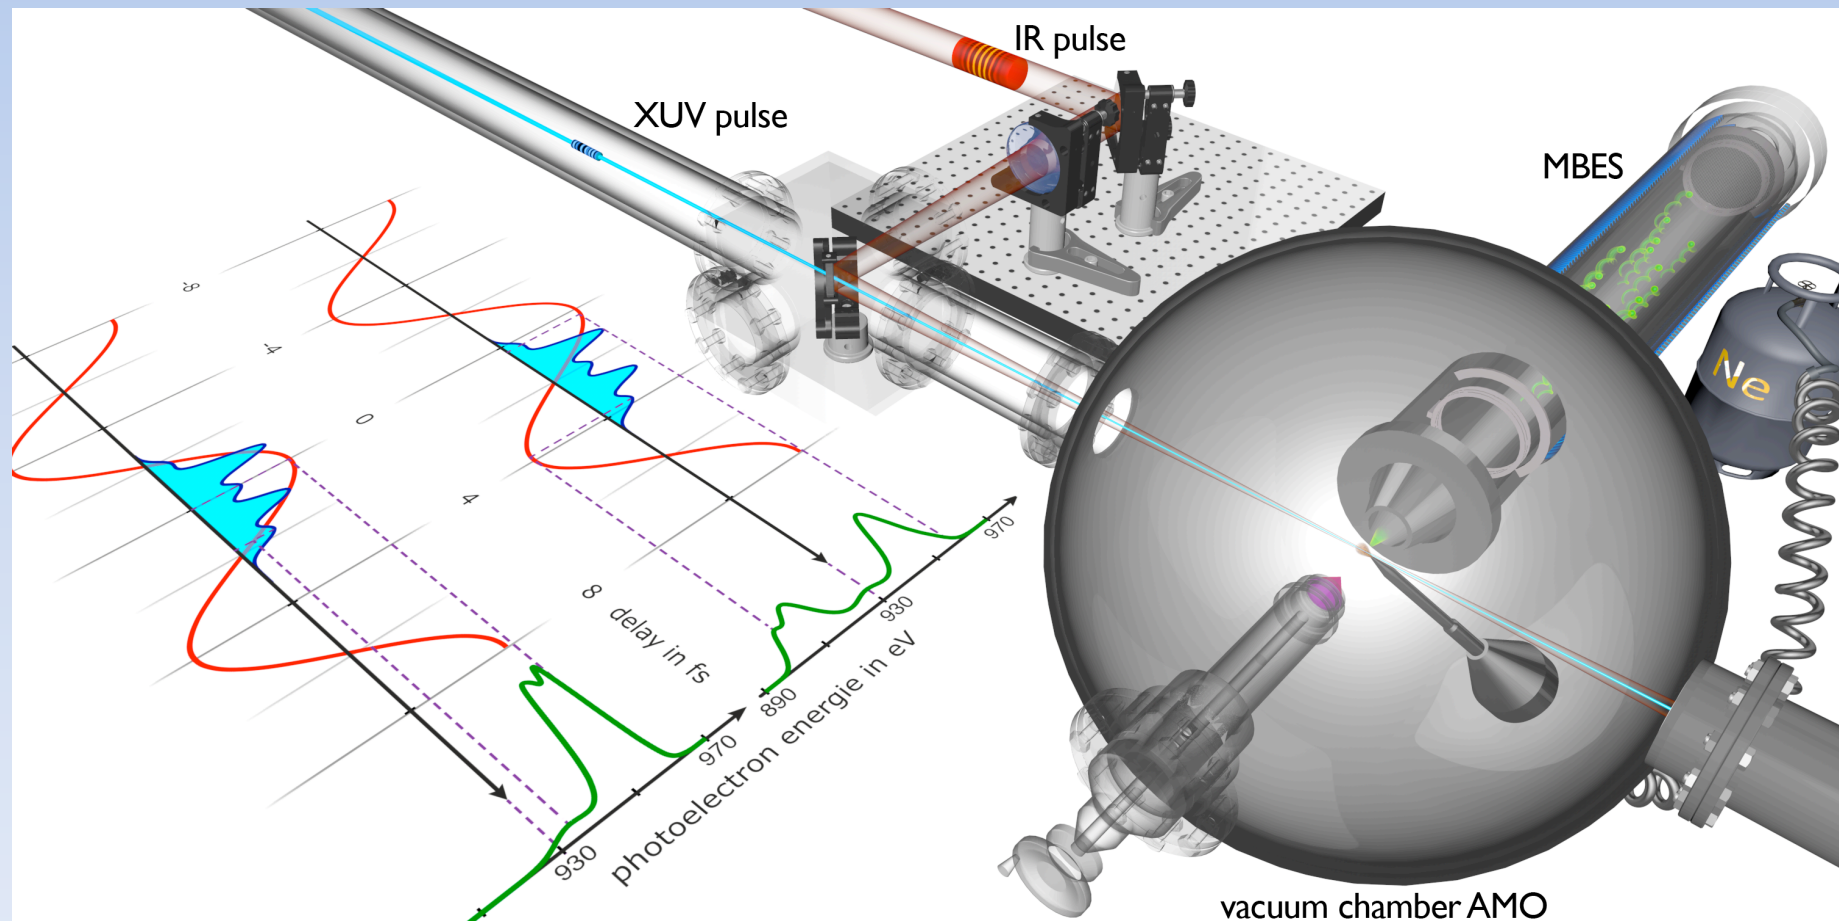 IR pulse
XUV pulse
MBES
Ne
-8
-4
0
4
8 delay in fs
970
930
890
photoelectron energie in eV
970
930
vacuum chamber AMO